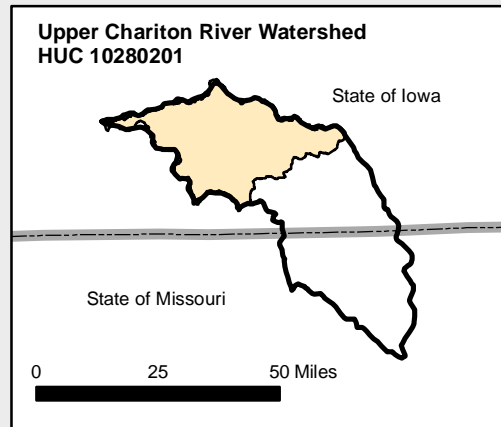 Upper Chariton River Watershed
HUC 10280201
State of Iowa
State of Missouri
0 25 50 Miles